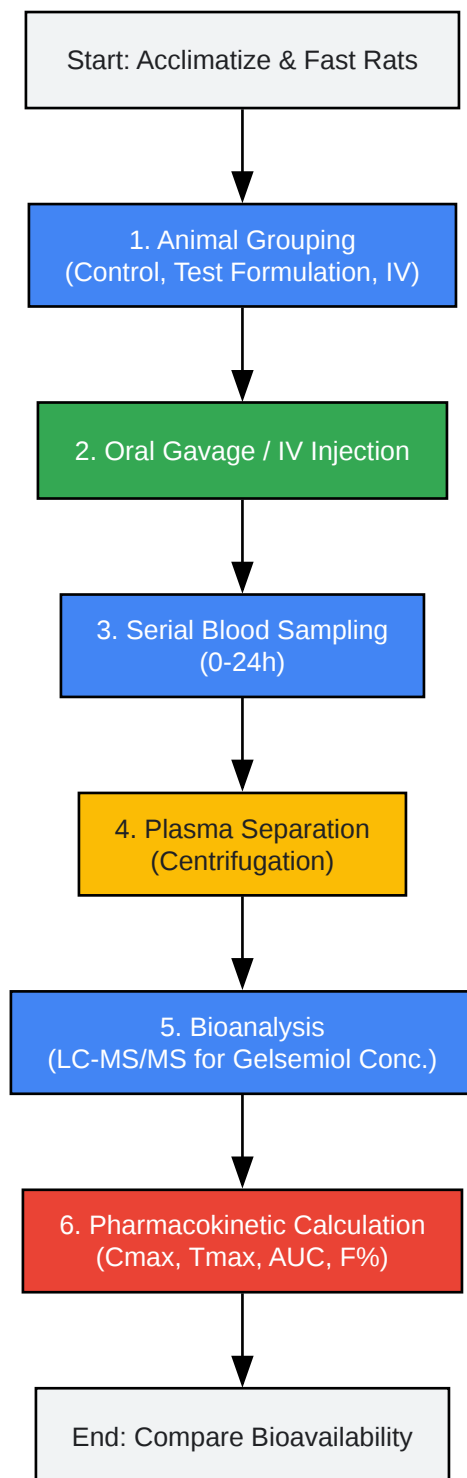 Start: Acclimatize & Fast Rats
1. Animal Grouping
(Control, Test Formulation, IV)
2. Oral Gavage / IV Injection
3. Serial Blood Sampling
(0-24h)
4. Plasma Separation
(Centrifugation)
5. Bioanalysis
(LC-MS/MS for Gelsemiol Conc.)
6. Pharmacokinetic Calculation
(Cmax, Tmax, AUC, F%)
End: Compare Bioavailability